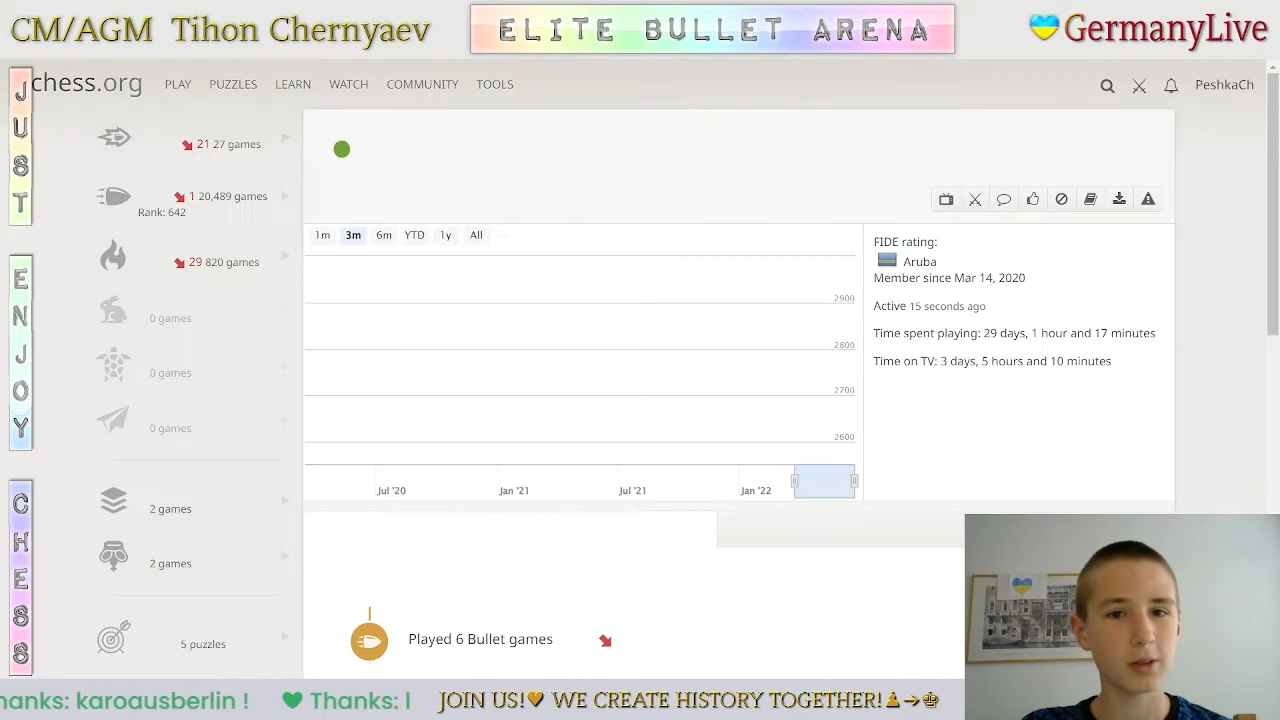 CM/AGM Tihon Chernyaev
ELITE BULLET ARENA
GermanyLive
JUST
ENJOY
CHESS
chess.org
PLAY
PUZZLES
LEARN
WATCH
COMMUNITY
TOOLS
PeshkaCh
21 27 games
1 20,489 games
Rank: 642
29 820 games
0 games
0 games
0 games
2 games
2 games
5 puzzles
1m 3m 6m YTD 1y All
2900
2800
2700
2600
Jul '20 Jan '21 Jul '21 Jan '22
FIDE rating:
Aruba
Member since Mar 14, 2020
Active 15 seconds ago
Time spent playing: 29 days, 1 hour and 17 minutes
Time on TV: 3 days, 5 hours and 10 minutes
Played 6 Bullet games
hanks: karoausberlin !
Thanks: l
JOIN US! WE CREATE HISTORY TOGETHER!